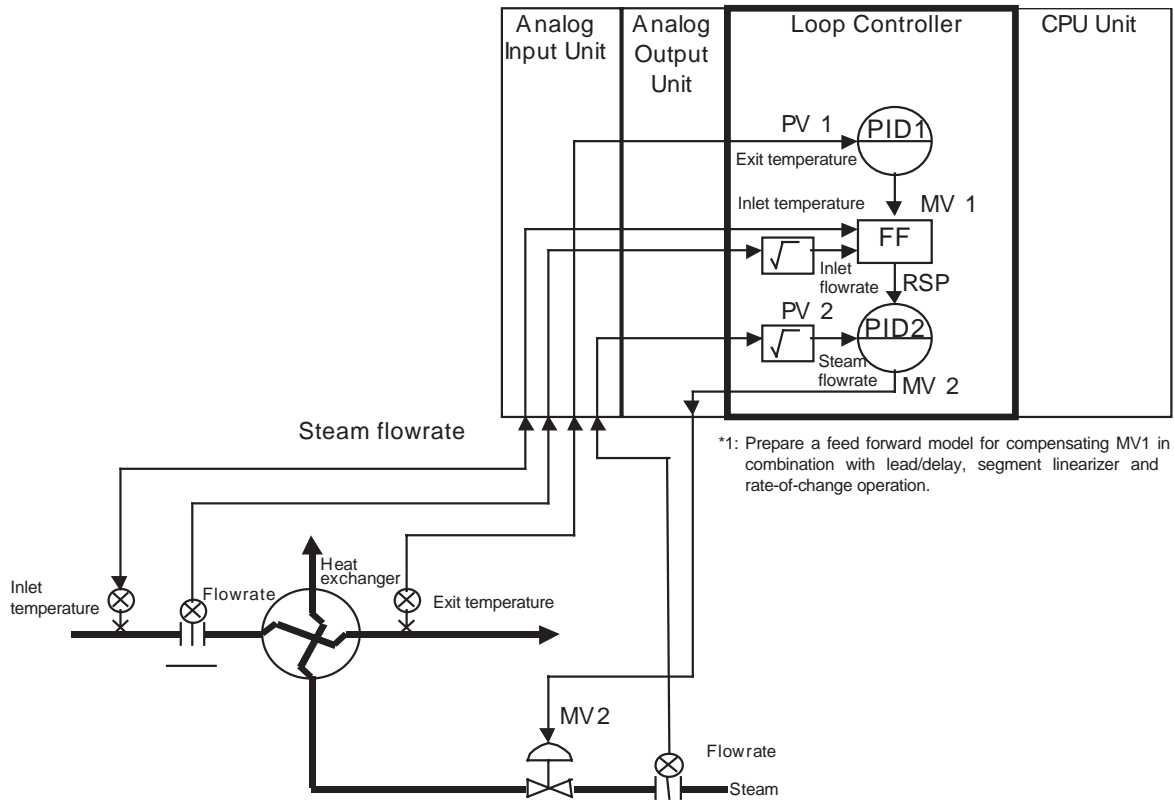 Analog
Input Unit
Analog
Output
Unit
Loop Controller
CPU Unit
PV 1
PID1
Exit temperature
Inlet temperature
MV 1
FF
√
Inlet
flowrate
RSP
PV 2
PID2
√
Steam
flowrate
MV 2
Steam flowrate
*1: Prepare a feed forward model for compensating MV1 in
combination with lead/delay, segment linearizer and
rate-of-change operation.
Inlet
temperature
Flowrate
Heat
exchanger
Exit temperature
MV2
Flowrate
Steam